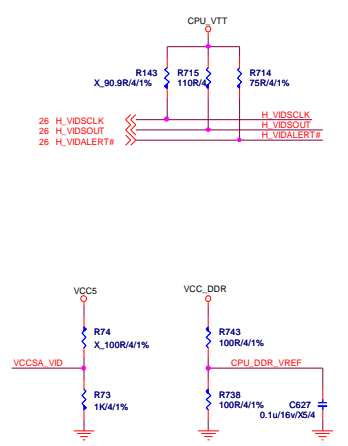 CPU_VTT
R143 R715 R714
X_90.9R/4/1% 110R/4 75R/4/1%
26 H_VIDSCLK H_VIDSCLK
26 H_VIDSOUT H_VIDSOUT
26 H_VIDALERT# H_VIDALERT#
VCC5 VCC_DDR
R74 R743
X_100R/4/1% 100R/4/1%
VCCSA_VID CPU_DDR_VREF
R73 R738
1K/4/1% 100R/4/1% C627
0.1u/16v/X5/4